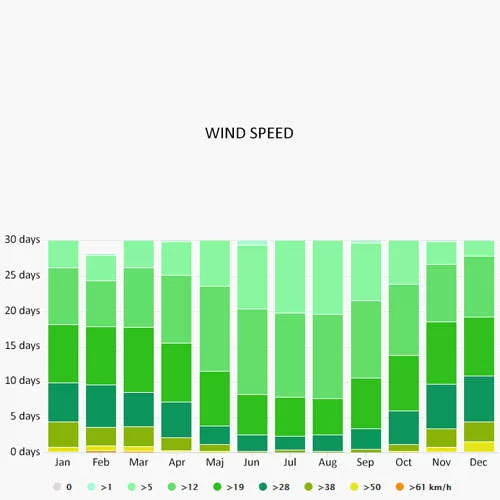 WIND SPEED
30 days
25 days
20 days
15 days
10 days
5 days
0 days
Jan Feb Mar Apr Maj Jun Jul Aug Sep Oct Nov Dec
0 >1 >5 >12 >19 >28 >38 >50 >61 km/h